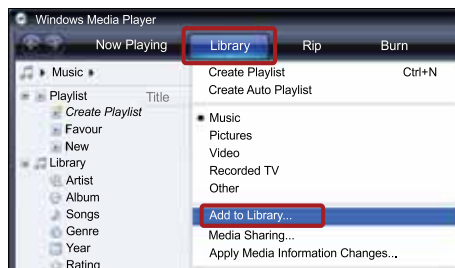 Windows Media Player
Now Playing Library Rip Burn
Music
Playlist Title
Create Playlist
Favour
New
Library
Artist
Album
Songs
Genre
Year
Rating
Create Playlist Ctrl+N
Create Auto Playlist
Music
Pictures
Video
Recorded TV
Other
Add to Library...
Media Sharing...
Apply Media Information Changes...